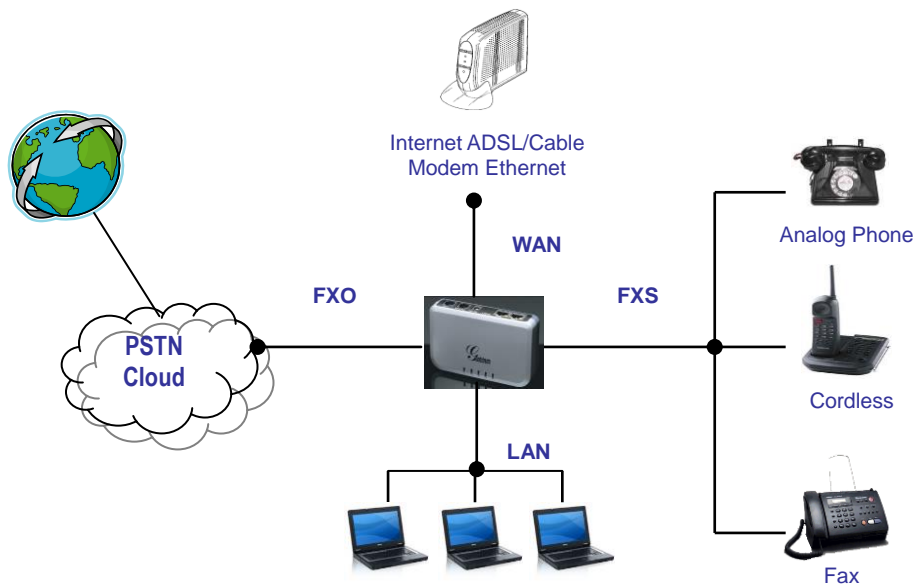 Internet ADSL/Cable
Modem Ethernet
WAN
Analog Phone
FXO
FXS
PSTN
Cloud
Cordless
LAN
Fax